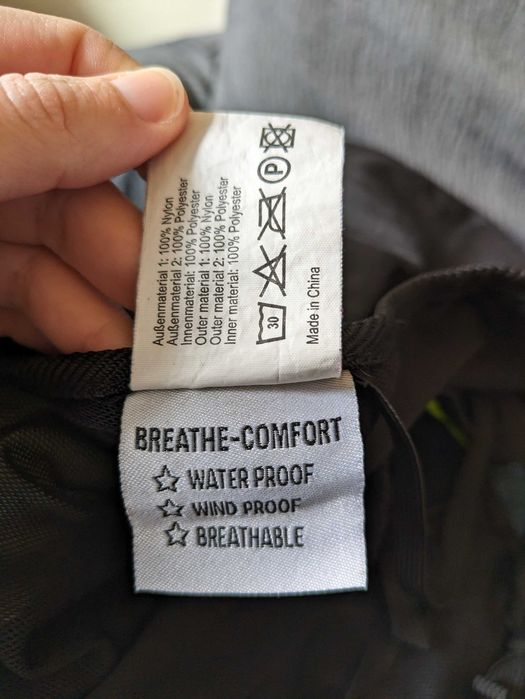 Außenmaterial 1: 100% Nylon
Außenmaterial 2: 100% Polyester
Innenmaterial: 100% Polyester
Outer material 1: 100% Nylon
Outer material 2: 100% Polyester
Inner material: 100% Polyester
30
P
Made in China
BREATHE-COMFORT
WATER PROOF
WIND PROOF
BREATHABLE